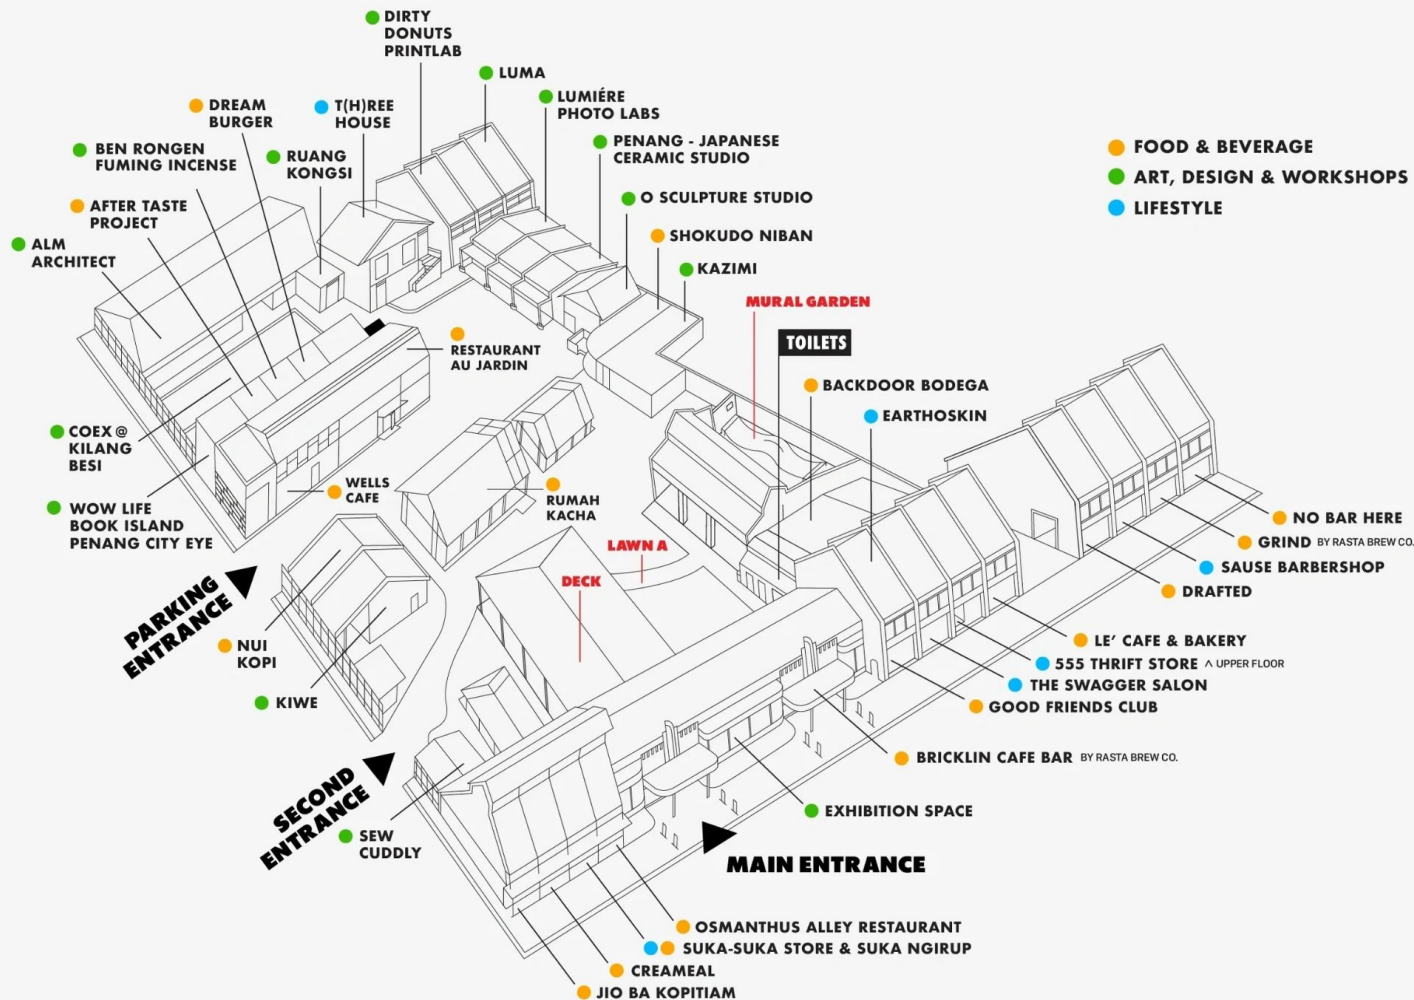 DIRTY
DONUTS
PRINTLAB
LUMA
LUMIÉRE
PHOTO LABS
DREAM
BURGER
T(H)REE
HOUSE
PENANG - JAPANESE
CERAMIC STUDIO
BEN RONGEN
FUMING INCENSE
RUANG
KONGSI
AFTER TASTE
PROJECT
O SCULPTURE STUDIO
SHOKUDO NIBAN
ALM
ARCHITECT
KAZIMI
FOOD & BEVERAGE
ART, DESIGN & WORKSHOPS
LIFESTYLE
MURAL GARDEN
TOILETS
RESTAURANT
AU JARDIN
BACKDOOR BODEGA
EARTHOSKIN
COEX @
KILANG
BESI
WELLS
CAFE
RUMAH
KACHA
WOW LIFE
BOOK ISLAND
PENANG CITY EYE
LAWN A
DECK
NO BAR HERE
GRIND BY RASTA BREW CO.
SAUSE BARBERSHOP
DRAFTED
PARKING
ENTRANCE
NUI
KOPI
KIWE
LE’ CAFE & BAKERY
555 THRIFT STORE ^ UPPER FLOOR
THE SWAGGER SALON
GOOD FRIENDS CLUB
BRICKLIN CAFE BAR BY RASTA BREW CO.
SECOND
ENTRANCE
SEW
CUDDLY
EXHIBITION SPACE
MAIN ENTRANCE
OSMANTHUS ALLEY RESTAURANT
SUKA-SUKA STORE & SUKA NGIRUP
CREAMEAL
JIO BA KOPITIAM